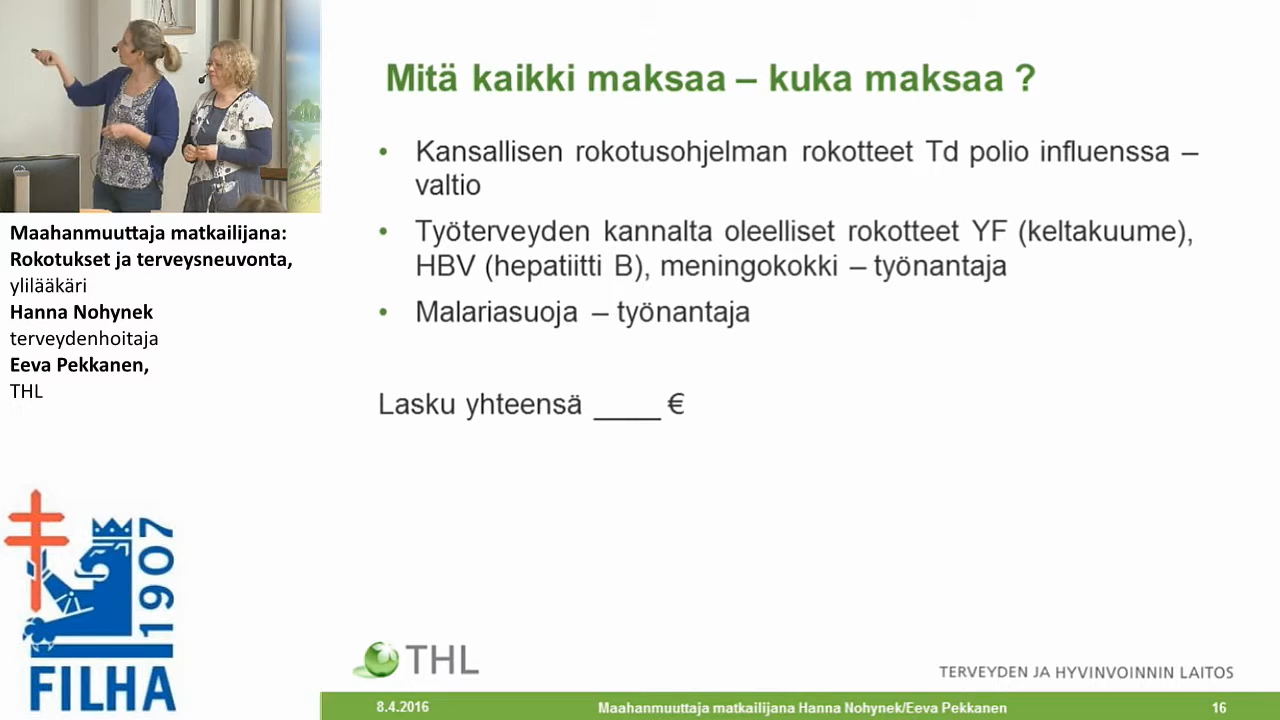 Maahanmuuttaja matkailijana:
Rokotukset ja terveysneuvonta,
ylilääkäri
Hanna Nohynek
terveydenhoitaja
Eeva Pekkanen,
THL
1907
FILHA
Mitä kaikki maksaa – kuka maksaa ?
• Kansallisen rokotusohjelman rokotteet Td polio influenssa –
valtio
• Työterveyden kannalta oleelliset rokotteet YF (keltakuume),
HBV (hepatiitti B), meningokokki – työnantaja
• Malariasuoja – työnantaja
Lasku yhteensä ____ €
THL
TERVEYDEN JA HYVINVOINNIN LAITOS
8.4.2016
Maahanmuuttaja matkailijana Hanna Nohynek/Eeva Pekkanen
16